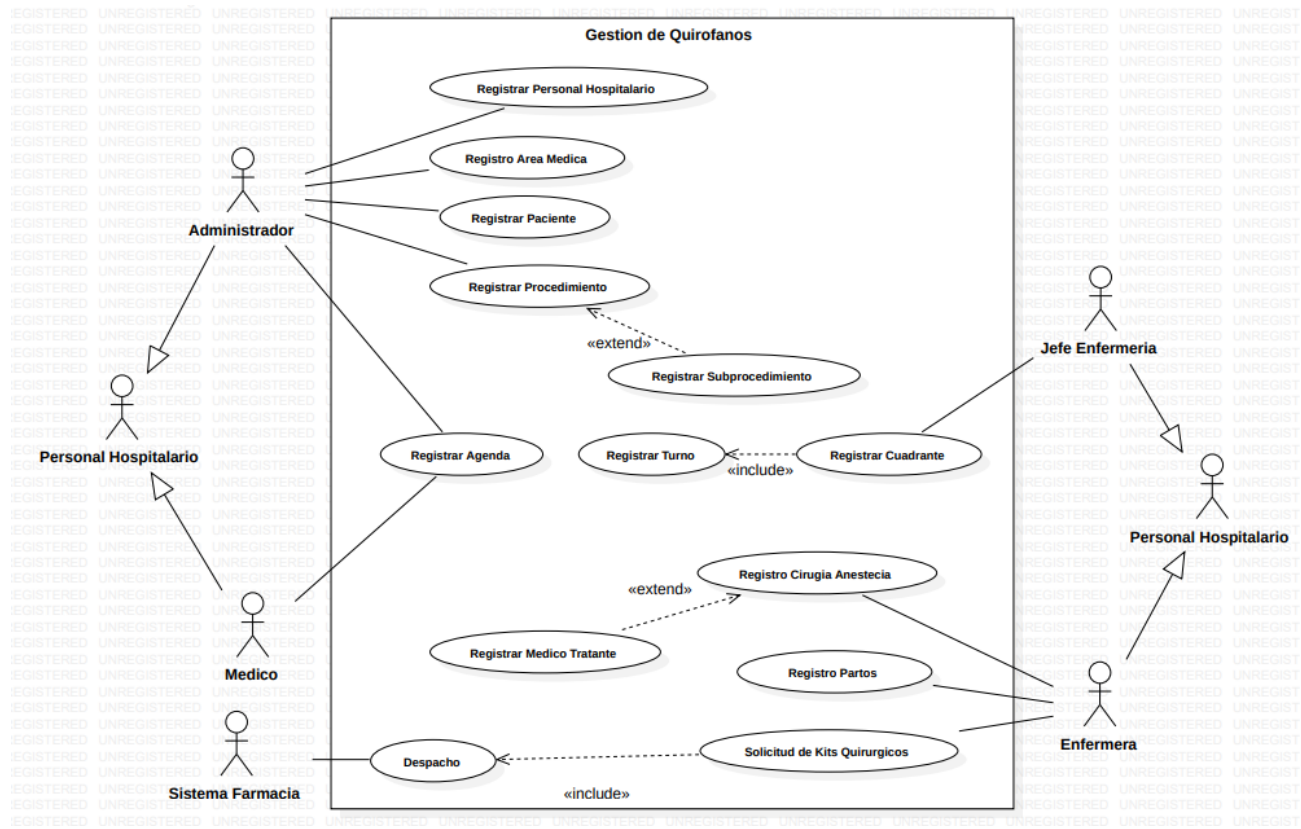 Gestion de Quirofanos
Registrar Personal Hospitalario
Registro Area Medica
Registrar Paciente
Administrador
Registrar Procedimiento
«extend»
Jefe Enfermeria
Registrar Subprocedimiento
Personal Hospitalario
Registrar Agenda
Registrar Turno
«include»
Registrar Cuadrante
Personal Hospitalario
Registro Cirugia Anestecia
«extend»
Registrar Medico Tratante
Medico
Registro Partos
Enfermera
Solicitud de Kits Quirurgicos
Despacho
«include»
Sistema Farmacia
UNREGISTERED